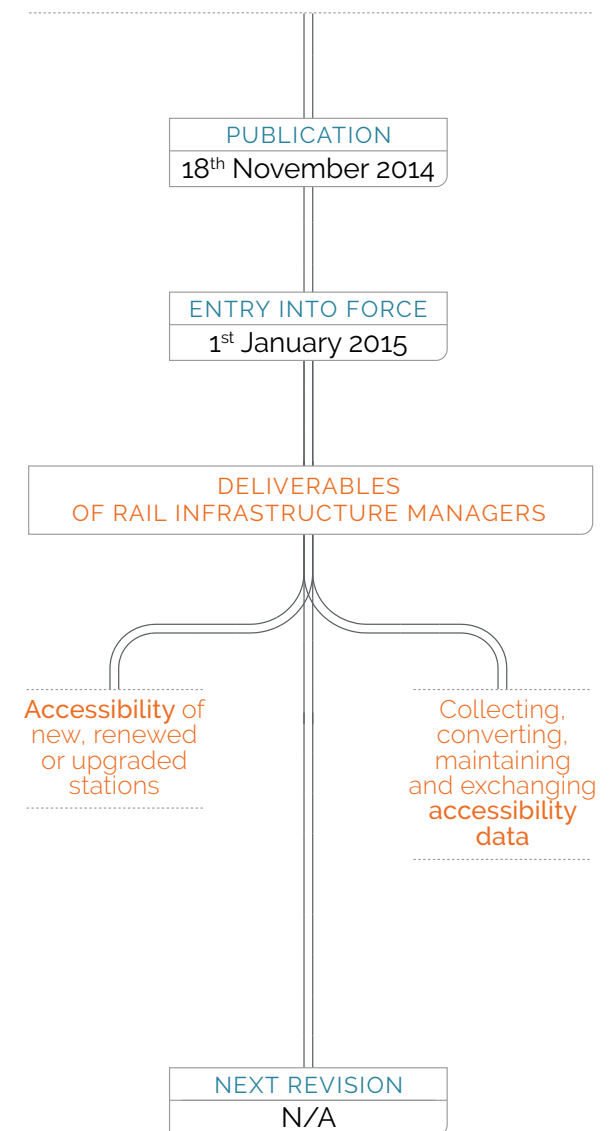 PUBLICATION
18th November 2014
ENTRY INTO FORCE
1st January 2015
DELIVERABLES
OF RAIL INFRASTRUCTURE MANAGERS
Accessibility of
new, renewed
or upgraded
stations
Collecting,
converting,
maintaining
and exchanging
accessibility
data
NEXT REVISION
N/A